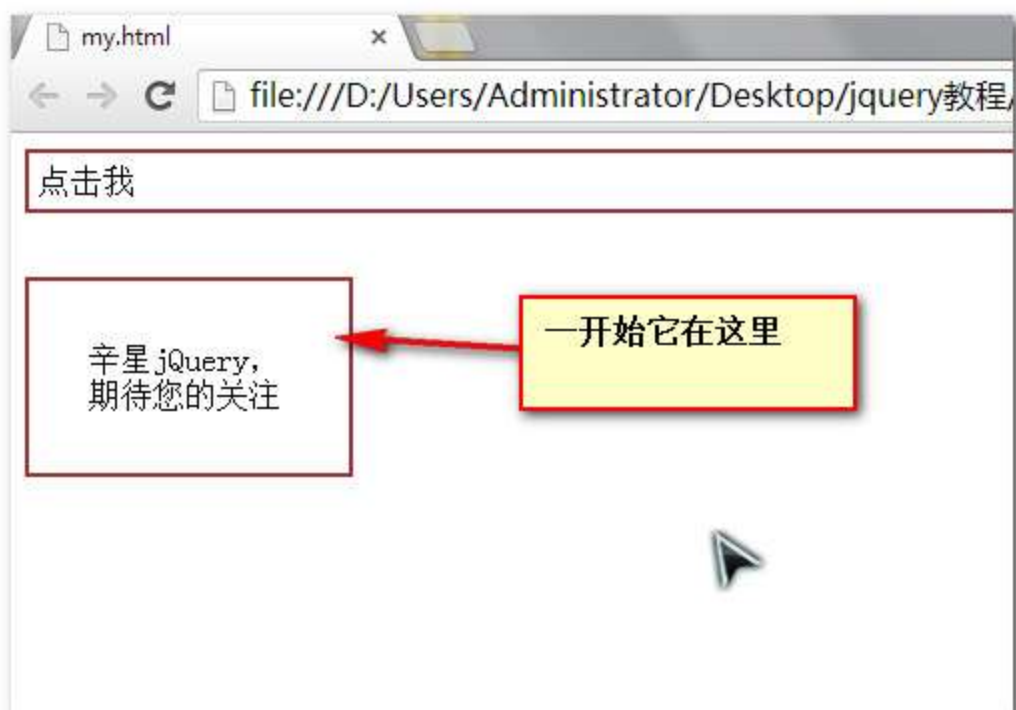 my.html
file:///D:/Users/Administrator/Desktop/jquery教程/
点击我
一开始它在这里
辛星jQuery,
期待您的关注